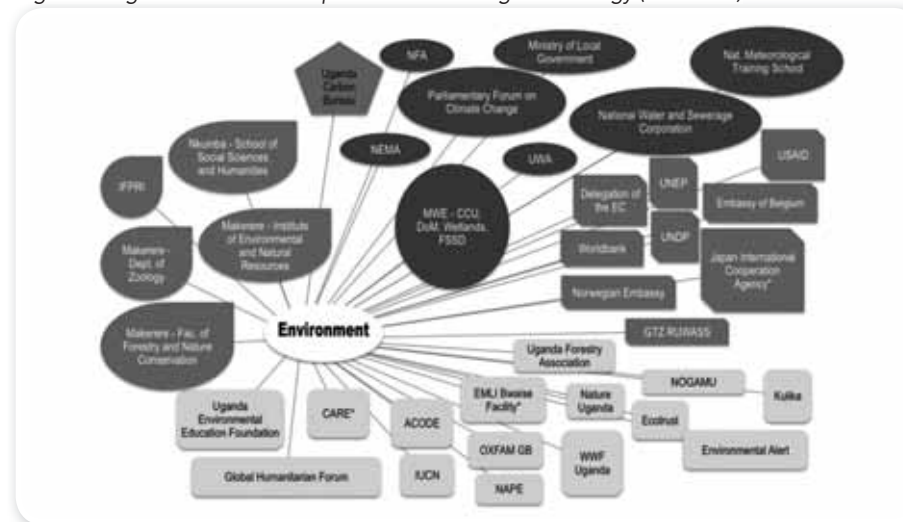 NFA
Ministry of Local
Government
Nat. Meteorological
Training School
Uganda
Carbon
Bureau
Parliamentary Forum on
Climate Change
National Water and Sewerage
Corporation
Nkumba - School of
Social Sciences
and Humanities
NEMA
UWA
USAID
IFPRI
UNEP
Delegation of
the EC
Embassy of Belgium
MWE - CCU,
DoM, Wetlands,
FSSD
Makerere - Institute
of Environmental
and Natural
Resources
UNDP
Worldbank
Makerere -
Dept. of
Zoology
Japan International
Cooperation
Agency*
Norwegian Embassy
Environment
GTZ RUWASS
Makerere - Fac. of
Forestry and Nature
Conservation
Uganda Forestry
Association
NOGAMU
Kulika
EMLI Bwaise
Facility*
Nature
Uganda
Uganda
Environmental
Education Foundation
CARE*
ACODE
Ecotrust
OXFAM GB
WWF
Uganda
Environmental Alert
Global Humanitarian Forum
IUCN
NAPE